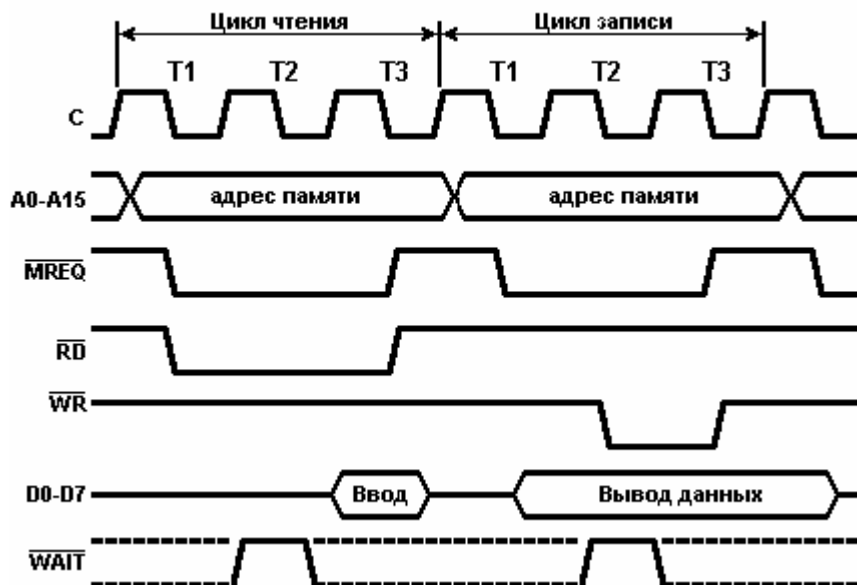 Цикл чтения Цикл записи
T1 T2 T3 T1 T2 T3
C
A0-A15 адрес памяти адрес памяти
MREQ
RD
WR
D0-D7 Ввод Вывод данных
WAIT